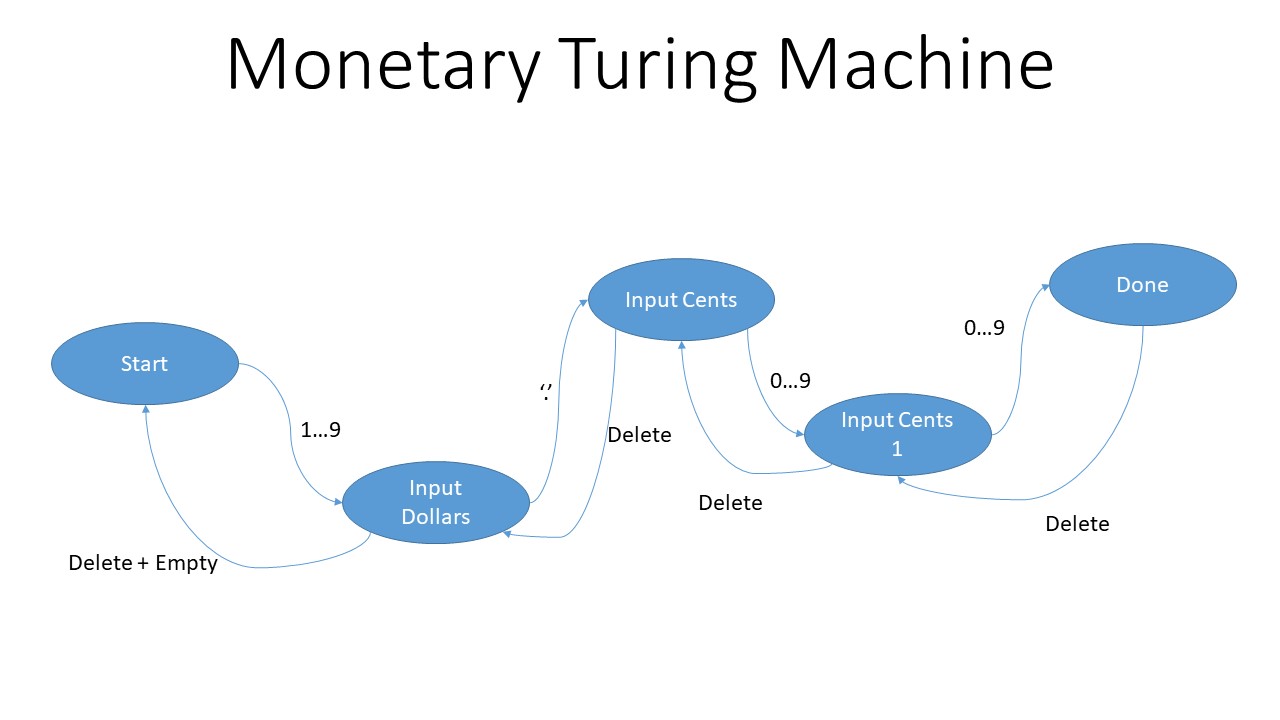 Monetary Turing Machine
Start
1...9
Input
Dollars
Delete + Empty
‘.’
Input Cents
Delete
0...9
Input Cents
1
Delete
0...9
Done
Delete